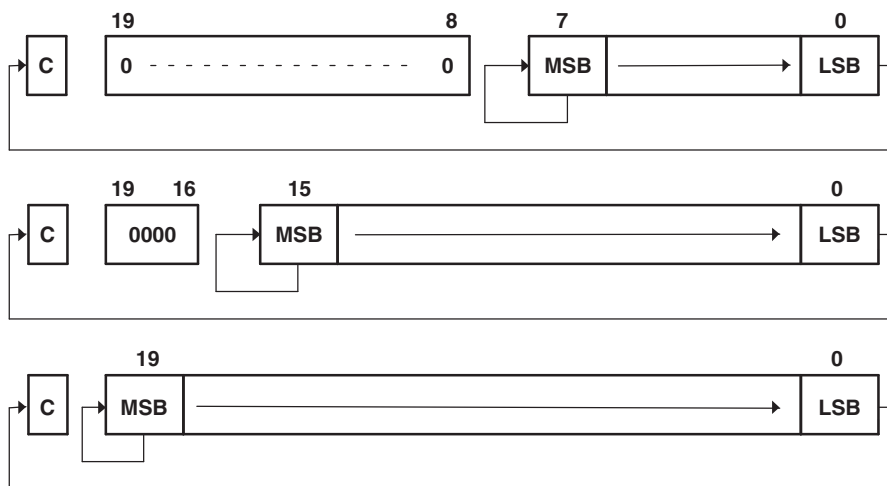 19 8 7 0
C 0 0 MSB LSB
19 16 15 0
C 0000 MSB LSB
19 0
C MSB LSB